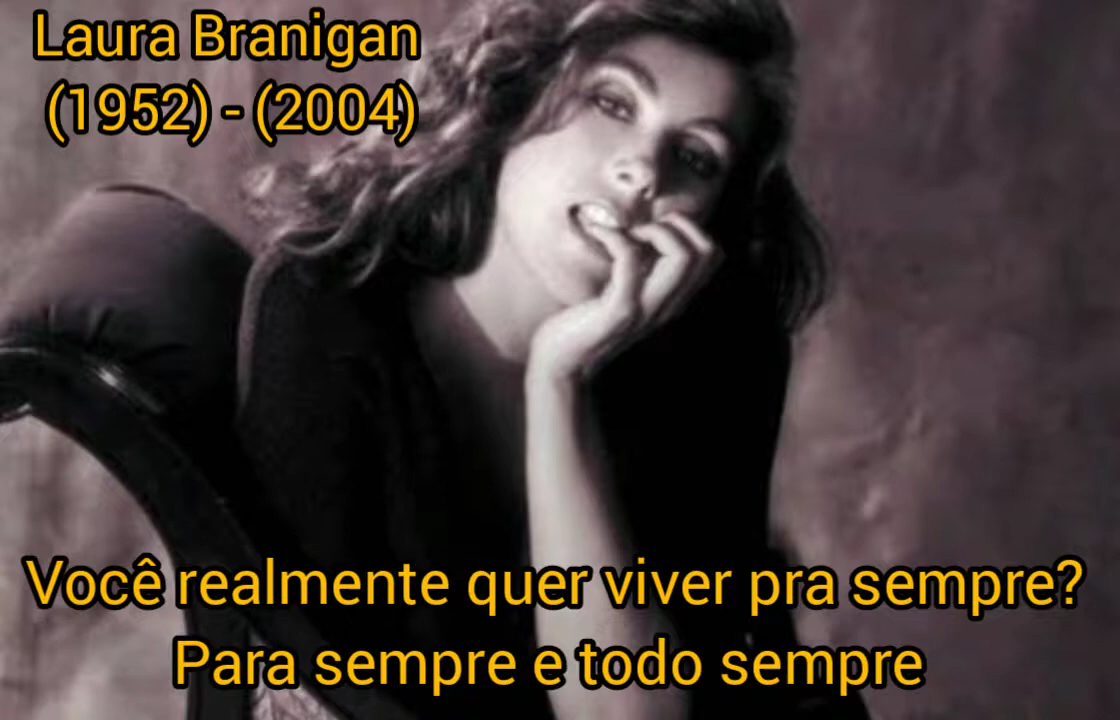 Laura Branigan
(1952) - (2004)
Você realmente quer viver pra sempre?
Para sempre e todo sempre